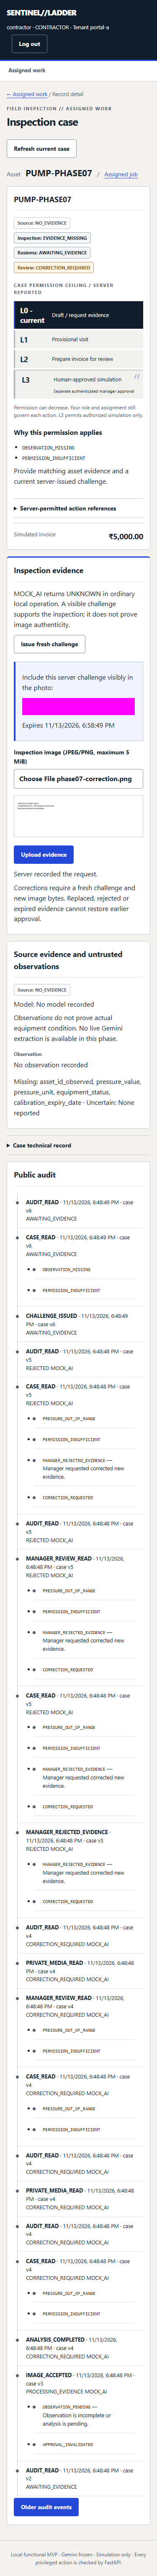 SENTINEL//LADDER
contractor · CONTRACTOR · Tenant portal-a
Log out
Assigned work
← Assigned work / Record detail
FIELD INSPECTION // ASSIGNED WORK
Inspection case
Refresh current case
Asset PUMP-PHASE07 / Assigned job
PUMP-PHASE07
Source: NO_EVIDENCE
Inspection: EVIDENCE_MISSING
Business: AWAITING_EVIDENCE
Review: CORRECTION_REQUIRED
CASE PERMISSION CEILING / SERVER
REPORTED
L0 - current Draft / request evidence
L1 Provisional visit
L2 Prepare invoice for review
L3 Human-approved simulation //
Separate authenticated manager approval
Permission can decrease. Your role and assignment still
govern each action. L3 permits authorized simulation only.
Why this permission applies
OBSERVATION_MISSING
PERMISSION_INSUFFICIENT
Provide matching asset evidence and a
current server-issued challenge.
▸ Server-permitted action references
Simulated invoice ₹5,000.00
Inspection evidence
MOCK_AI returns UNKNOWN in ordinary
local operation. A visible challenge
supports the inspection; it does not prove
image authenticity.
Issue fresh challenge
Include this server challenge visibly in
the photo:
Expires 11/13/2026, 6:58:49 PM
Inspection image (JPEG/PNG, maximum 5
MiB)
Choose File phase07-correction.png
Upload evidence
Server recorded the request.
Corrections require a fresh challenge and
new image bytes. Replaced, rejected or
expired evidence cannot restore earlier
approval.
Source evidence and untrusted
observations
Source: NO_EVIDENCE
Model: No model recorded
Observations do not prove actual
equipment condition. No live Gemini
extraction is available in this phase.
Observation
No observation recorded
Missing: asset_id_observed, pressure_value,
pressure_unit, equipment_status,
calibration_expiry_date · Uncertain: None
reported
▸ Case technical record
Public audit
AUDIT_READ · 11/13/2026, 6:48:49 PM · case
v6
AWAITING_EVIDENCE
CASE_READ · 11/13/2026, 6:48:49 PM · case
v6
AWAITING_EVIDENCE
OBSERVATION_MISSING
PERMISSION_INSUFFICIENT
CHALLENGE_ISSUED · 11/13/2026, 6:48:49
PM · case v6
AWAITING_EVIDENCE
AUDIT_READ · 11/13/2026, 6:48:48 PM · case
v5
REJECTED MOCK_AI
CASE_READ · 11/13/2026, 6:48:48 PM · case
v5
REJECTED MOCK_AI
PRESSURE_OUT_OF_RANGE
PERMISSION_INSUFFICIENT
MANAGER_REJECTED_EVIDENCE —
Manager requested corrected new
evidence.
CORRECTION_REQUESTED
AUDIT_READ · 11/13/2026, 6:48:48 PM · case
v5
REJECTED MOCK_AI
MANAGER_REVIEW_READ · 11/13/2026,
6:48:48 PM · case v5
REJECTED MOCK_AI
PRESSURE_OUT_OF_RANGE
PERMISSION_INSUFFICIENT
MANAGER_REJECTED_EVIDENCE —
Manager requested corrected new
evidence.
CORRECTION_REQUESTED
CASE_READ · 11/13/2026, 6:48:48 PM · case
v5
REJECTED MOCK_AI
PRESSURE_OUT_OF_RANGE
PERMISSION_INSUFFICIENT
MANAGER_REJECTED_EVIDENCE —
Manager requested corrected new
evidence.
CORRECTION_REQUESTED
MANAGER_REJECTED_EVIDENCE ·
11/13/2026, 6:48:48 PM · case v5
REJECTED MOCK_AI
MANAGER_REJECTED_EVIDENCE —
Manager requested corrected new
evidence.
CORRECTION_REQUESTED
AUDIT_READ · 11/13/2026, 6:48:48 PM · case
v4
CORRECTION_REQUIRED MOCK_AI
PRIVATE_MEDIA_READ · 11/13/2026, 6:48:48
PM · case v4
CORRECTION_REQUIRED MOCK_AI
MANAGER_REVIEW_READ · 11/13/2026,
6:48:48 PM · case v4
CORRECTION_REQUIRED MOCK_AI
PRESSURE_OUT_OF_RANGE
PERMISSION_INSUFFICIENT
CASE_READ · 11/13/2026, 6:48:48 PM · case
v4
CORRECTION_REQUIRED MOCK_AI
PRESSURE_OUT_OF_RANGE
PERMISSION_INSUFFICIENT
AUDIT_READ · 11/13/2026, 6:48:48 PM · case
v4
CORRECTION_REQUIRED MOCK_AI
PRIVATE_MEDIA_READ · 11/13/2026, 6:48:48
PM · case v4
CORRECTION_REQUIRED MOCK_AI
AUDIT_READ · 11/13/2026, 6:48:48 PM · case
v4
CORRECTION_REQUIRED MOCK_AI
CASE_READ · 11/13/2026, 6:48:48 PM · case
v4
CORRECTION_REQUIRED MOCK_AI
PRESSURE_OUT_OF_RANGE
PERMISSION_INSUFFICIENT
ANALYSIS_COMPLETED · 11/13/2026,
6:48:48 PM · case v4
CORRECTION_REQUIRED MOCK_AI
IMAGE_ACCEPTED · 11/13/2026, 6:48:48 PM ·
case v3
PROCESSING_EVIDENCE MOCK_AI
OBSERVATION_PENDING —
Observation is incomplete or
analysis is pending.
APPROVAL_INVALIDATED
AUDIT_READ · 11/13/2026, 6:48:48 PM · case
v2
AWAITING_EVIDENCE
Older audit events
Local functional MVP · Gemini frozen · Simulation only · Every
privileged action is checked by FastAPI.